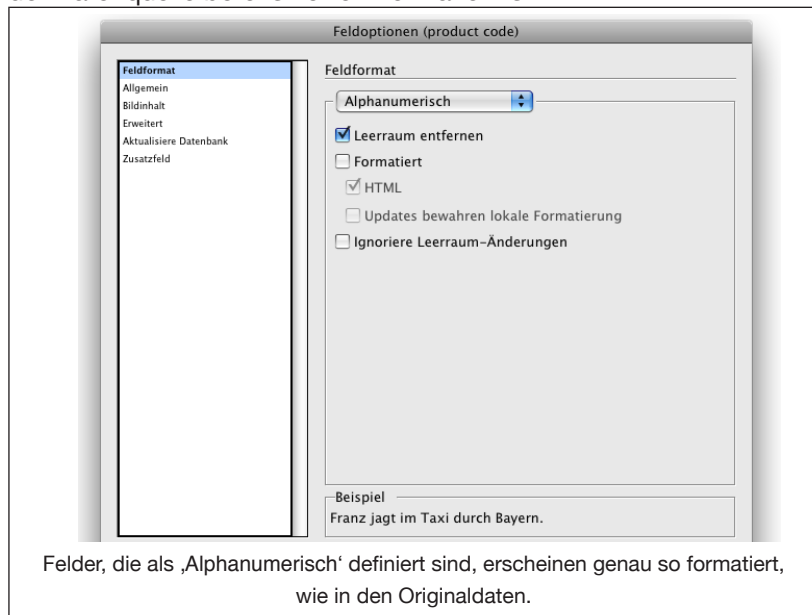 Feldoptionen (product code)
Feldformat
Allgemein
Bildinhalt
Erweitert
Aktualisiere Datenbank
Zusatzfeld
Feldformat
Alphanumerisch
Leerraum entfernen
Formatiert
HTML
Updates bewahren lokale Formatierung
Ignoriere Leerraum-Änderungen
Beispiel
Franz jagt im Taxi durch Bayern.
Felder, die als ‚Alphanumerisch‘ definiert sind, erscheinen genau so formatiert,
wie in den Originaldaten.